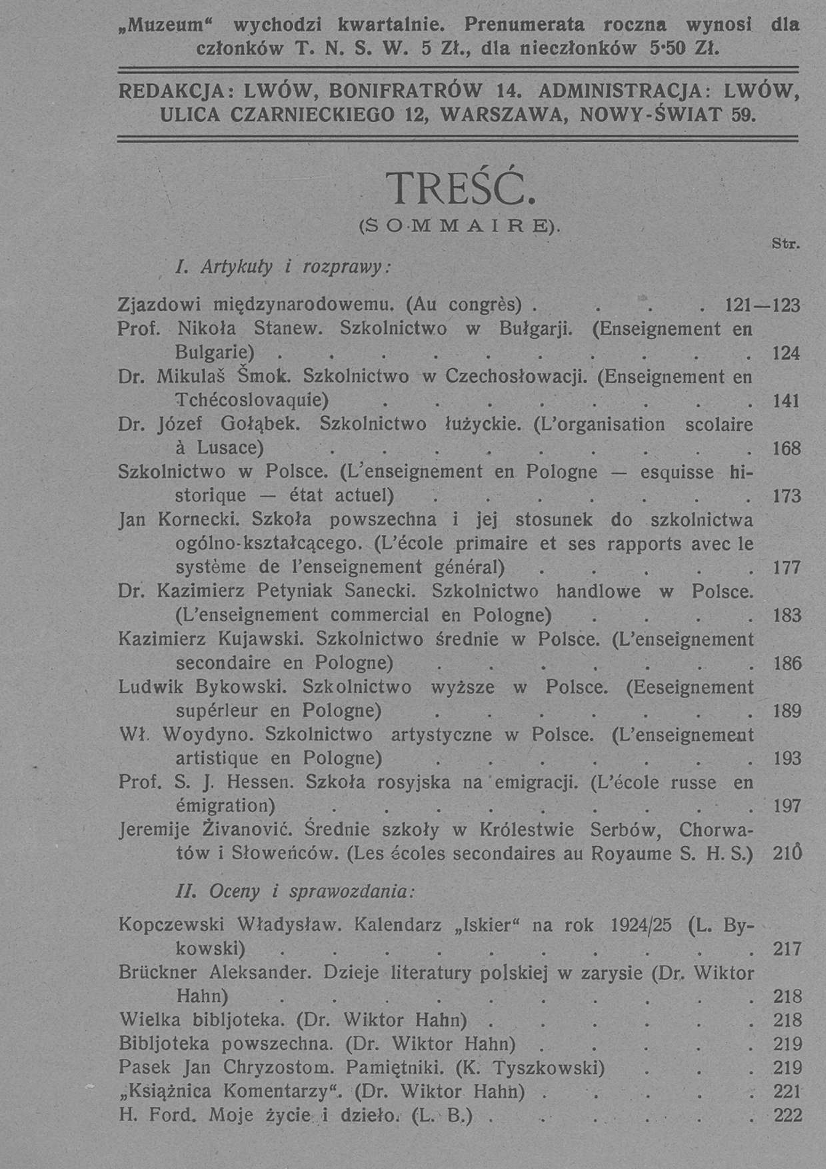 „Muzeum“ wychodzi kwartalnie. Prenumerata roczna wynosi dla
członków T. N. S. W. 5 Zł., dla nieczłonków 5·50 Zł.
REDAKCJA: LWÓW, BONIFRATRÓW 14. ADMINISTRACJA: LWÓW,
ULICA CZARNIECKIEGO 12, WARSZAWA, NOWY-ŚWIAT 59.
TREŚĆ.
(SOMMAIRE).
Str.
I. Artykuły i rozprawy:
Zjazdowi międzynarodowemu. (Au congrès) . . . . 121—123
Prof. Nikoła Stanew. Szkolnictwo w Bułgarji. (Enseignement en
Bulgarie) . . . . . . . . . . 124
Dr. Mikulaš Šmok. Szkolnictwo w Czechosłowacji. (Enseignement en
Tchécoslovaquie) . . . . . . . . 141
Dr. Józef Gołąbek. Szkolnictwo łużyckie. (L'organisation scolaire
à Lusace) . . . . . . . . . 168
Szkolnictwo w Polsce. (L'enseignement en Pologne — esquisse hi-
storique — état actuel) . . . . . . . 173
Jan Kornecki. Szkoła powszechna i jej stosunek do szkolnictwa
ogólno-kształcącego. (L'école primaire et ses rapports avec le
système de l'enseignement général) . . . . . 177
Dr. Kazimierz Petyniak Sanecki. Szkolnictwo handlowe w Polsce.
(L'enseignement commercial en Pologne) . . . . 183
Kazimierz Kujawski. Szkolnictwo średnie w Polsce. (L'enseignement
secondaire en Pologne) . . . . . . . 186
Ludwik Bykowski. Szkolnictwo wyższe w Polsce. (Eeseignement
supérleur en Pologne) . . . . . . . 189
Wł. Woydyno. Szkolnictwo artystyczne w Polsce. (L'enseignement
artistique en Pologne) . . . . . . . 193
Prof. S. J. Hessen. Szkoła rosyjska na emigracji. (L'école russe en
émigration) . . . . . . . . . 197
Jeremije Živanović. Średnie szkoły w Królestwie Serbów, Chorwa-
tów i Słoweńców. (Les écoles secondaires au Royaume S. H. S.) 210
II. Oceny i sprawozdania:
Kopczewski Władysław. Kalendarz „Iskier“ na rok 1924/25 (L. By-
kowski) . . . . . . . . . . 217
Brückner Aleksander. Dzieje literatury polskiej w zarysie (Dr. Wiktor
Hahn) . . . . . . . . . . 218
Wielka bibljoteka. (Dr. Wiktor Hahn) . . . . . . 218
Bibljoteka powszechna. (Dr. Wiktor Hahn) . . . . . 219
Pasek Jan Chryzostom. Pamiętniki. (K. Tyszkowski) . . . 219
„Książnica Komentarzy“. (Dr. Wiktor Hahn) . . . . . 221
H. Ford. Moje życie i dzieło. (L. B.) . . . . . . 222